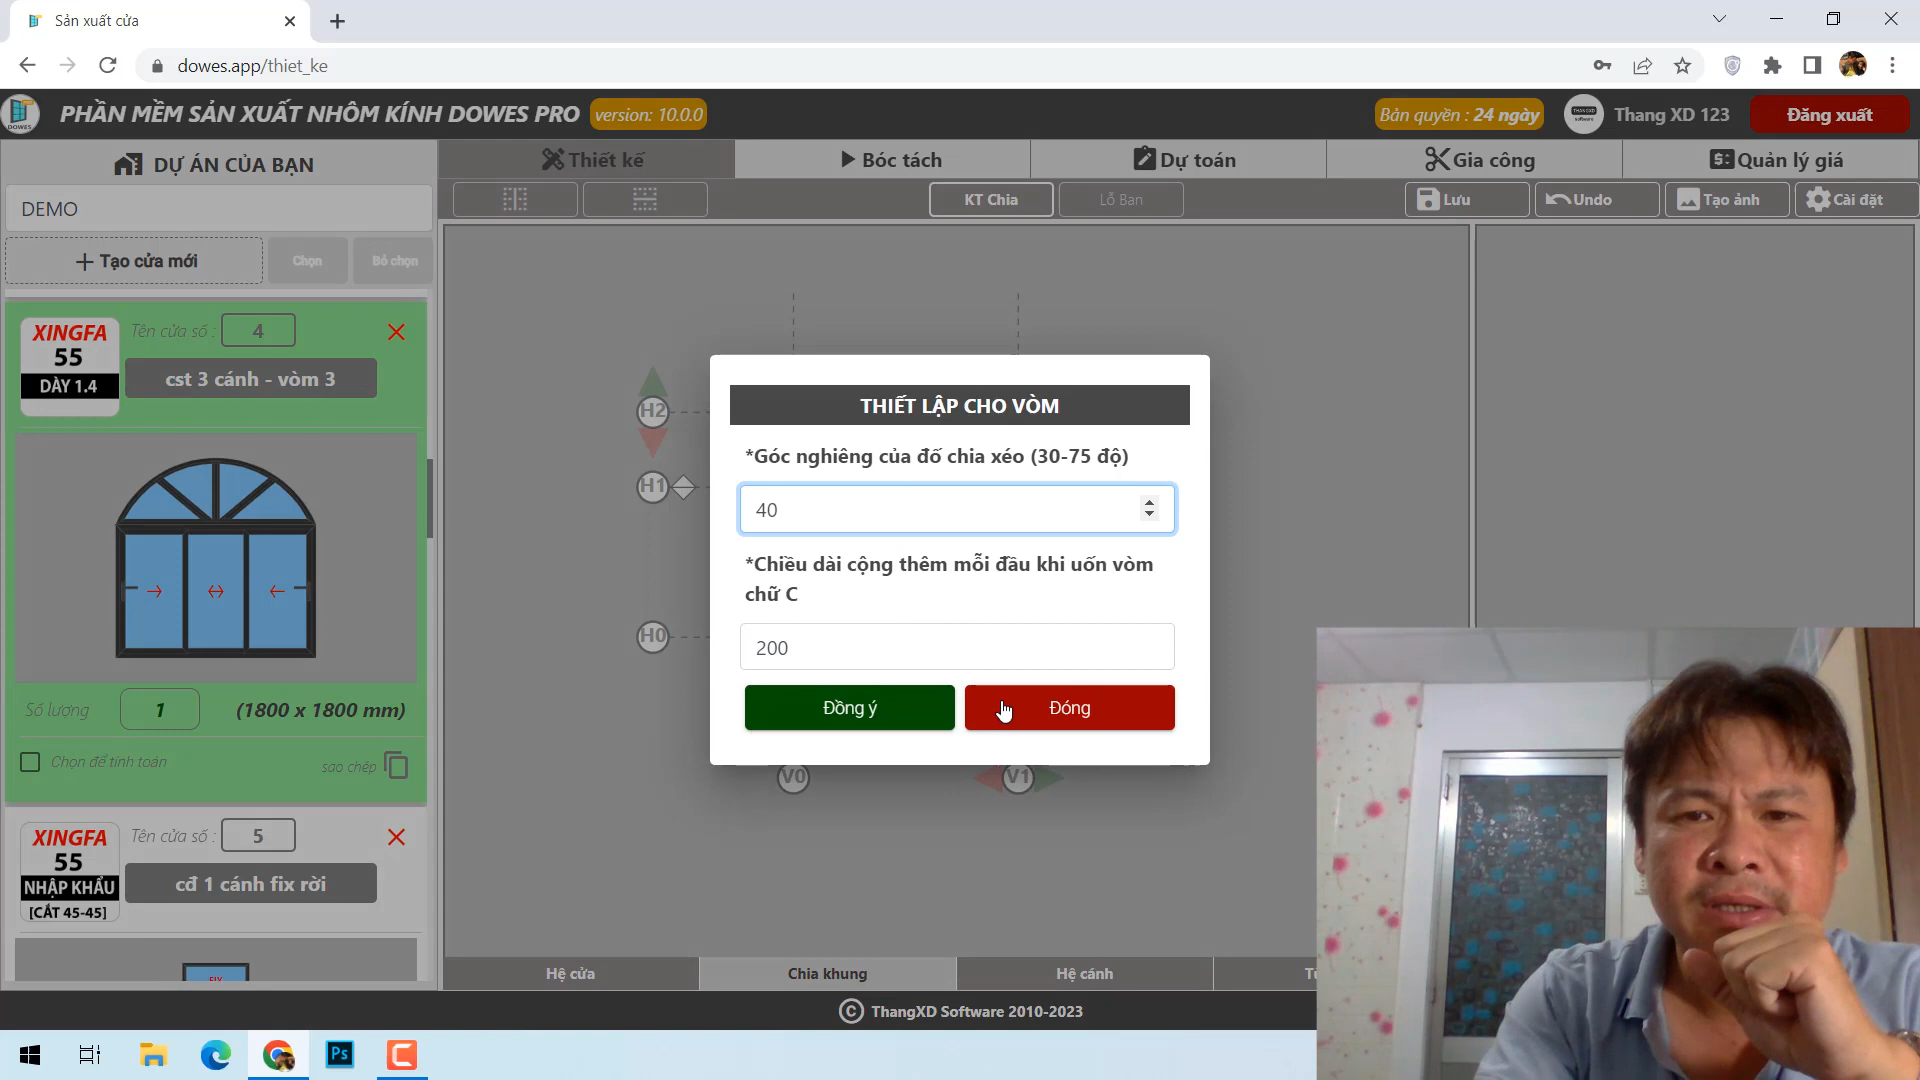 Sản xuất cửa
dowes.app/thiet_ke
DOWES
PHẦN MỀM SẢN XUẤT NHÔM KÍNH DOWES PRO
version: 10.0.0
Bản quyền : 24 ngày
THANGXD
Thang XD 123
Đăng xuất
DỰ ÁN CỦA BẠN
Thiết kế
Bóc tách
Dự toán
Gia công
Quản lý giá
DEMO
KT Chia
Lỗ Ban
Lưu
Undo
Tạo ảnh
Cài đặt
Tạo cửa mới
Chọn
Bỏ chọn
XINGFA
55
DÀY 1.4
Tên cửa số :
4
cst 3 cánh - vòm 3
Số lượng
1
(1800 x 1800 mm)
Chọn để tính toán
sao chép
XINGFA
55
NHẬP KHẨU
[CẮT 45-45]
Tên cửa số :
5
cđ 1 cánh fix rời
FIX
H2
H1
H0
V0
V1
THIẾT LẬP CHO VÒM
*Góc nghiêng của đố chia xéo (30-75 độ)
40
*Chiều dài cộng thêm mỗi đầu khi uốn vòm
chữ C
200
Đồng ý
Đóng
Hệ cửa
Chia khung
Hệ cánh
© ThangXD Software 2010-2023
Ps